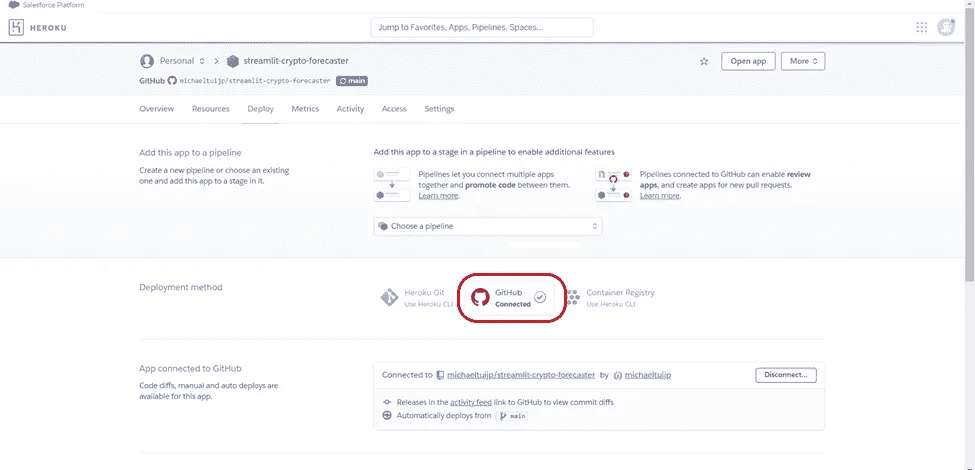 Salesforce Platform
HEROKU
Jump to Favorites, Apps, Pipelines, Spaces...
Personal > streamlit-crypto-forecaster
Open app
More
GitHub michaeltuijp/streamlit-crypto-forecaster main
Overview Resources Deploy Metrics Activity Access Settings
Add this app to a pipeline
Create a new pipeline or choose an existing
one and add this app to a stage in it.
Add this app to a stage in a pipeline to enable additional features
Pipelines let you connect multiple apps
together and promote code between them.
Learn more.
Pipelines connected to GitHub can enable review
apps, and create apps for new pull requests.
Learn more.
Choose a pipeline
Deployment method
Heroku Git
Use Heroku CLI
GitHub
Connected
Container Registry
Use Heroku CLI
App connected to GitHub
Code diffs, manual and auto deploys are
available for this app.
Connected to michaeltuijp/streamlit-crypto-forecaster by michaeltuijp
Disconnect...
Releases in the activity feed link to GitHub to view commit diffs
Automatically deploys from main